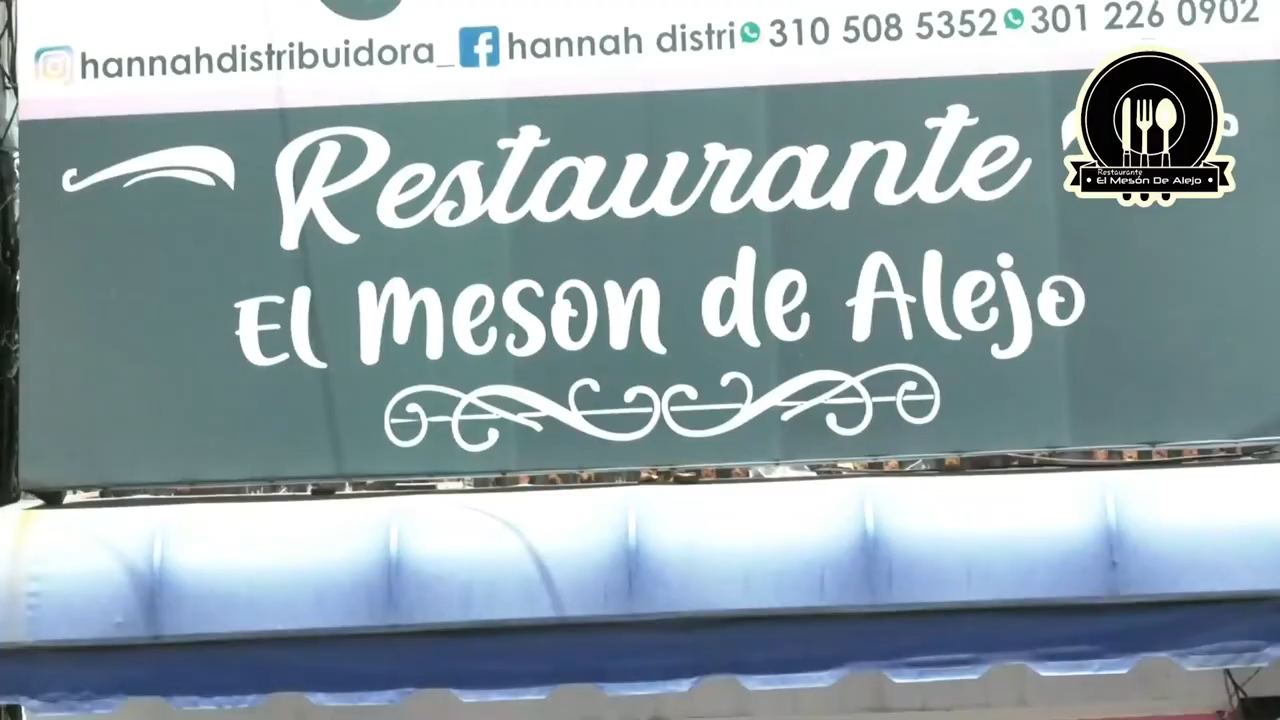 hannahdistribuidora_ hannah distri 310 508 5352 301 226 0902
Restaurante
El meson de Alejo
Restaurante
• El Mesón De Alejo •